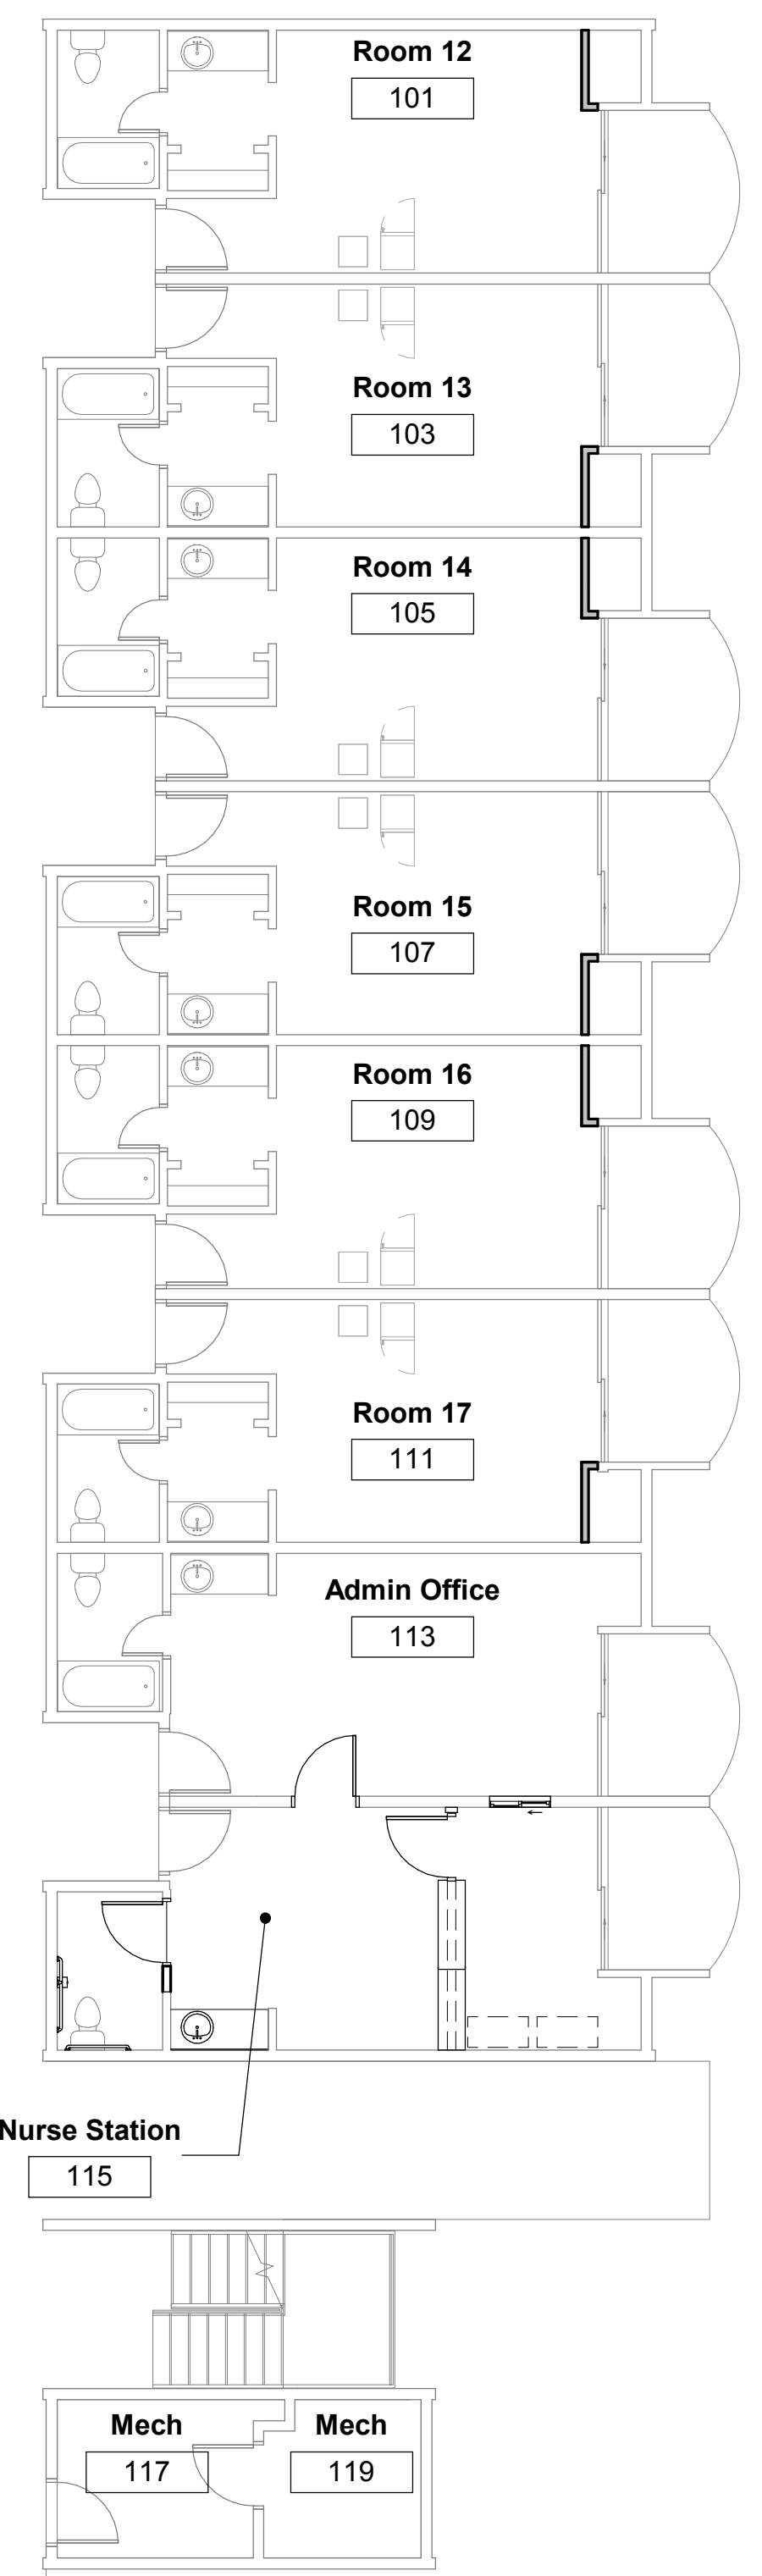 Room 12
101
Room 13
103
Room 14
105
Room 15
107
Room 16
109
Room 17
111
Admin Office
113
Nurse Station
115
Mech
117
Mech
119